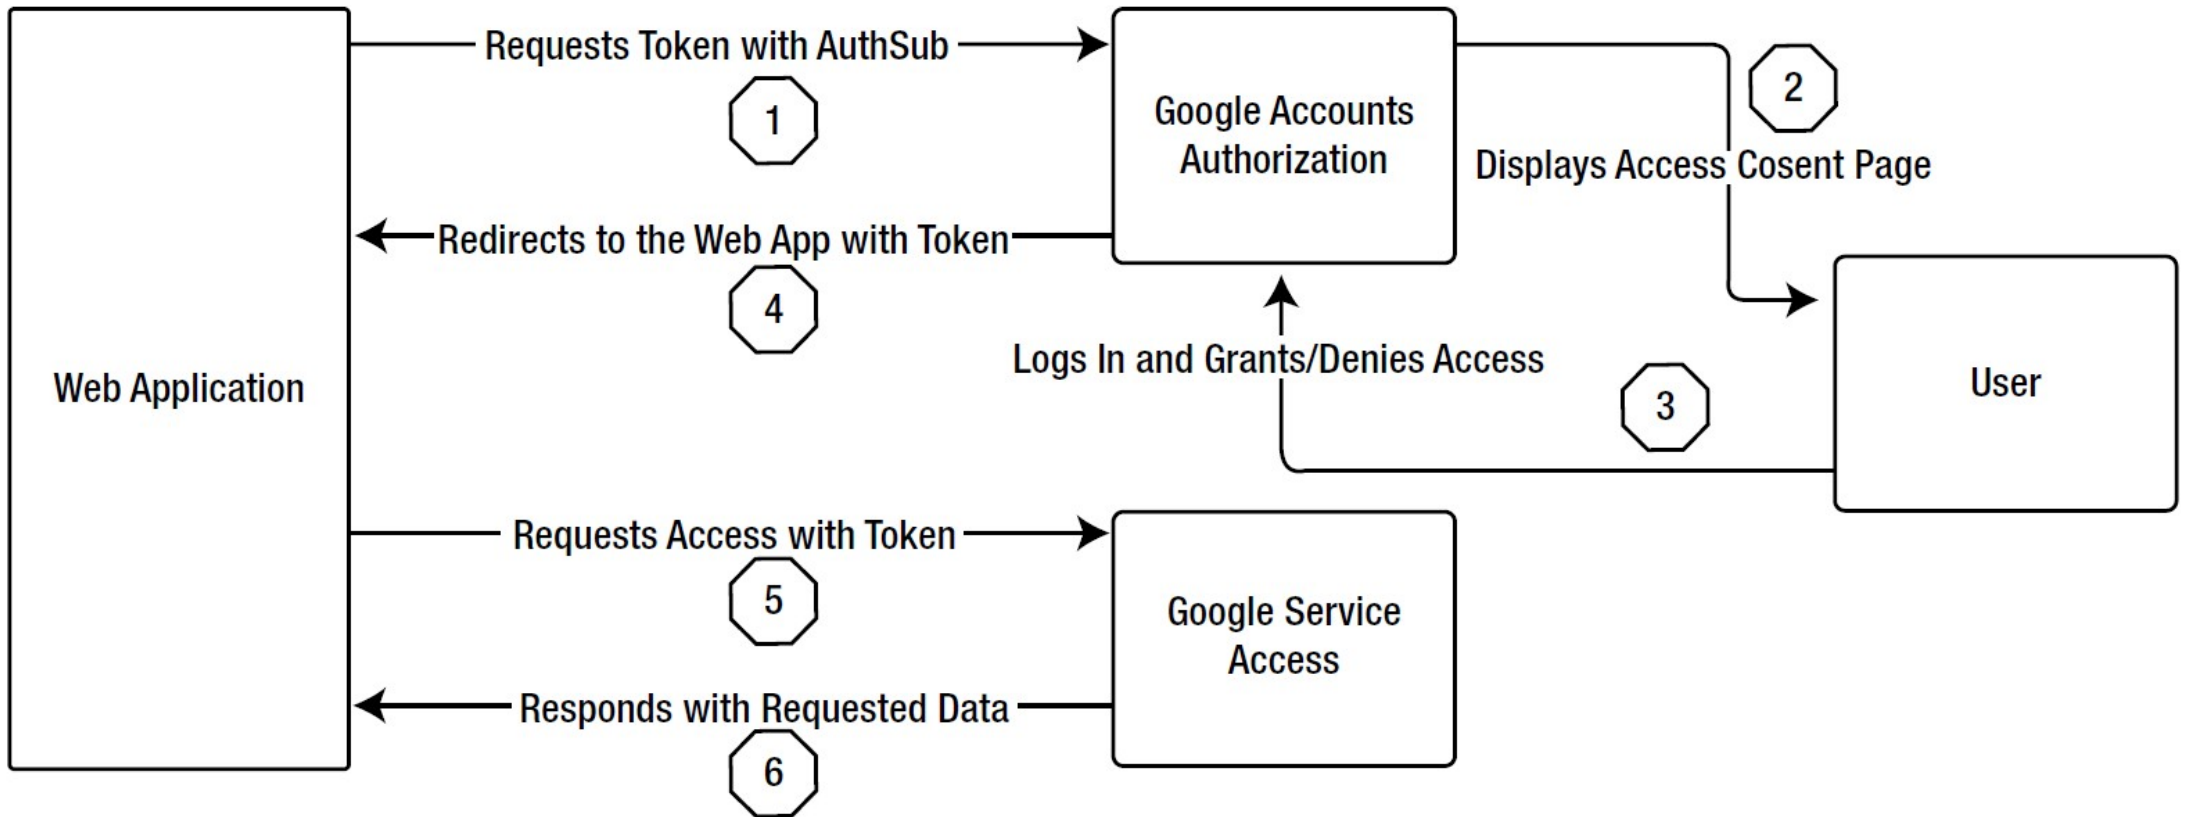 Requests Token with AuthSub
1
Google Accounts
Authorization
2
Displays Access Cosent Page
Redirects to the Web App with Token
4
Logs In and Grants/Denies Access
3
Web Application
User
Requests Access with Token
5
Google Service
Access
Responds with Requested Data
6